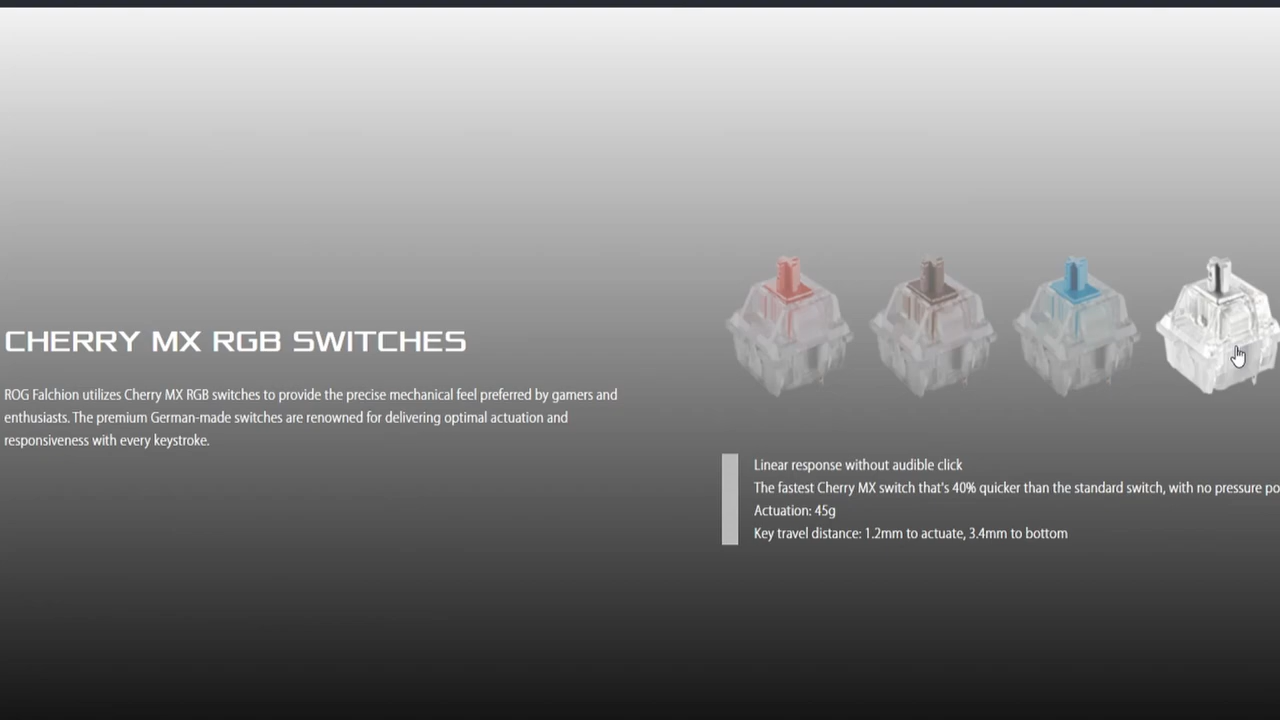 CHERRY MX RGB SWITCHES
ROG Falchion utilizes Cherry MX RGB switches to provide the precise mechanical feel preferred by gamers and
enthusiasts. The premium German-made switches are renowned for delivering optimal actuation and
responsiveness with every keystroke.
Linear response without audible click
The fastest Cherry MX switch that's 40% quicker than the standard switch, with no pressure po
Actuation: 45g
Key travel distance: 1.2mm to actuate, 3.4mm to bottom